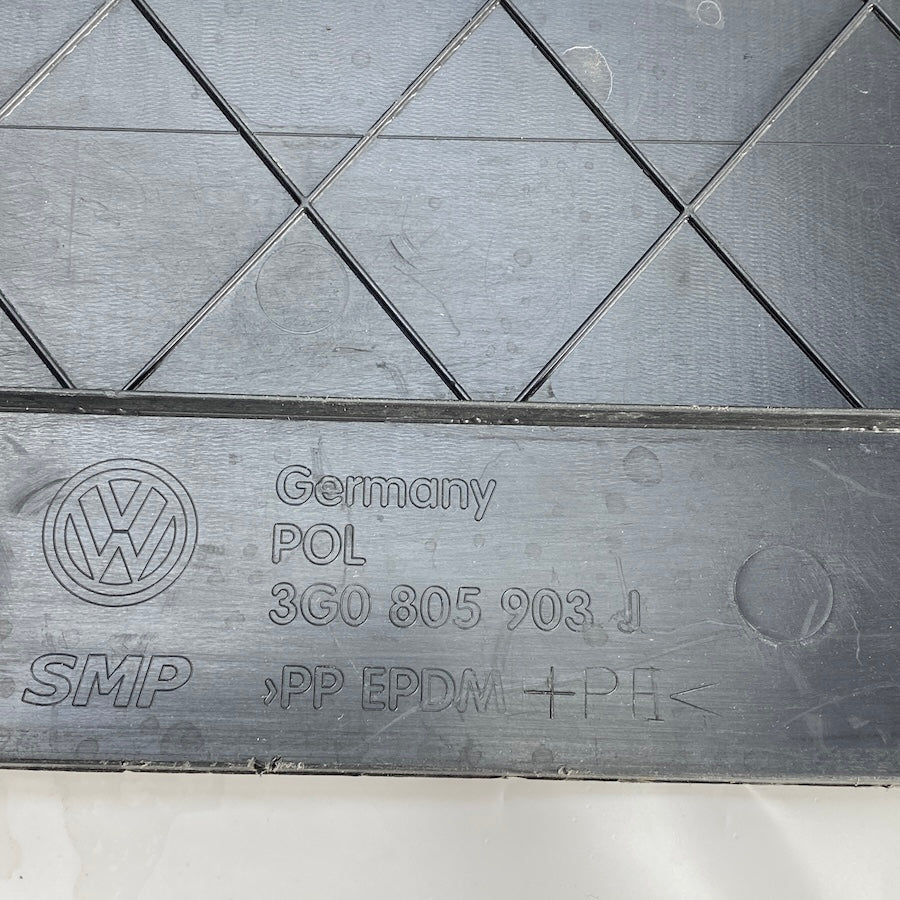 Germany
POL
3G0 805 903 J
SMP
›PP EPDM +PE<